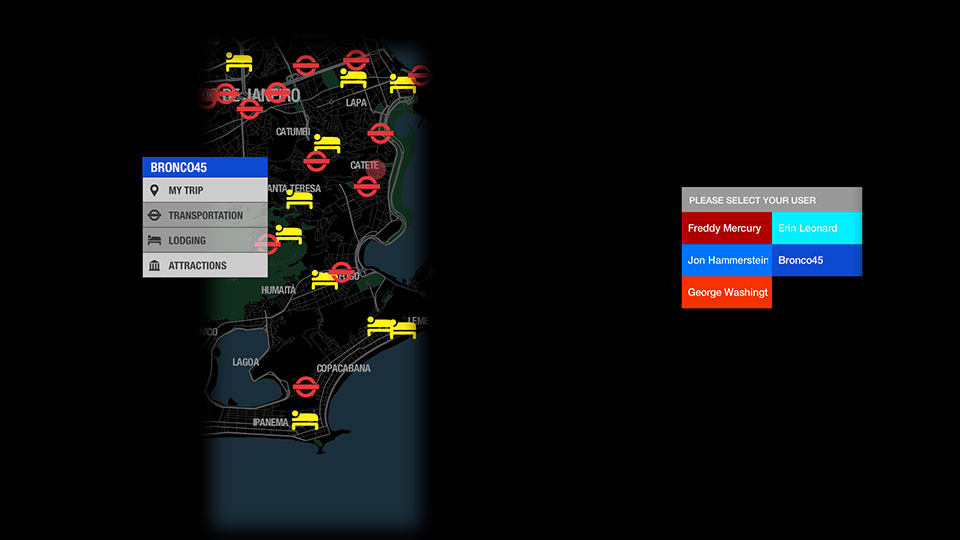 DE JANEIRO
LAPA
CATUMBI
CATETE
BRONCO45
MY TRIP
TRANSPORTATION
LODGING
ATTRACTIONS
ANTA TERESA
HUMAITÁ
LEME
LAGOA
COPACABANA
IPANEMA
PLEASE SELECT YOUR USER
Freddy Mercury
Erin Leonard
Jon Hammerstein
Bronco45
George Washingt